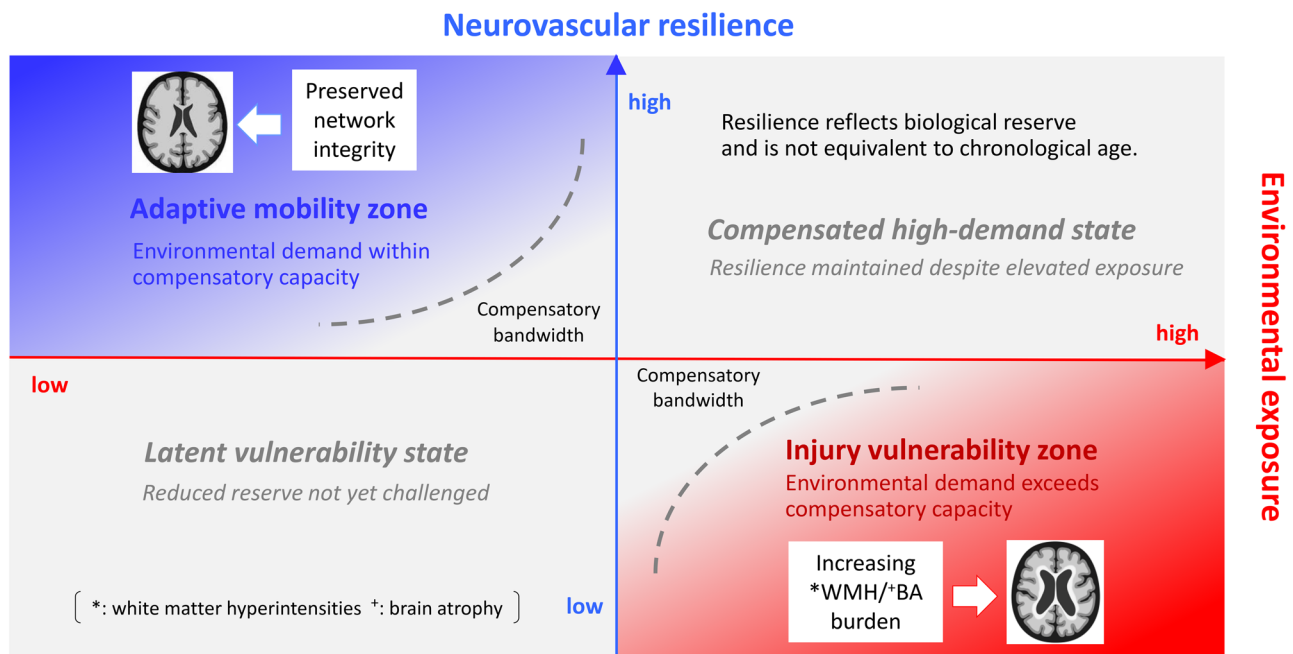 Neurovascular resilience
high
Preserved
network
integrity
Adaptive mobility zone
Environmental demand within
compensatory capacity
Compensatory
bandwidth
Resilience reflects biological reserve
and is not equivalent to chronological age.
Compensated high-demand state
Resilience maintained despite elevated exposure
high
Environmental exposure
low
Latent vulnerability state
Reduced reserve not yet challenged
*: white matter hyperintensities +: brain atrophy
low
Compensatory
bandwidth
Injury vulnerability zone
Environmental demand exceeds
compensatory capacity
Increasing
*WMH/+BA
burden